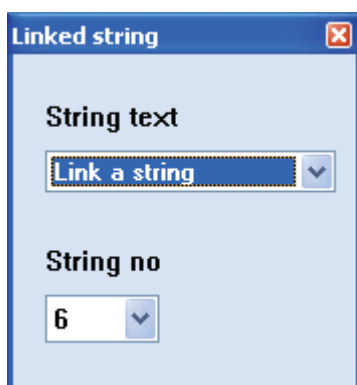 Linked string
String text
Link a string
String no
6